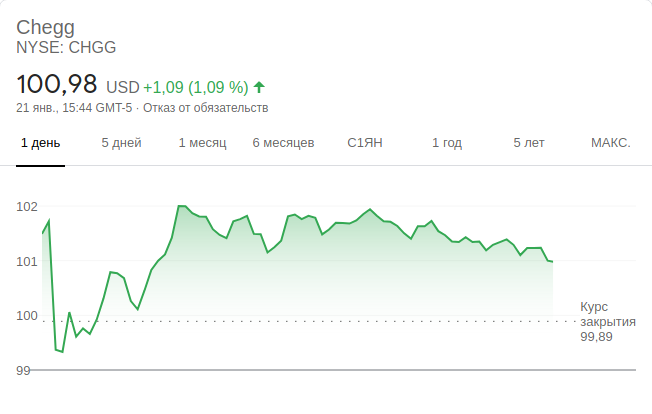 Chegg
NYSE: CHGG
100,98 USD +1,09 (1,09 %)
21 янв., 15:44 GMT-5 · Отказ от обязательств
1 день 5 дней 1 месяц 6 месяцев С1ЯН 1 год 5 лет МАКС.
102
101
100
99
Курс
закрытия
99,89